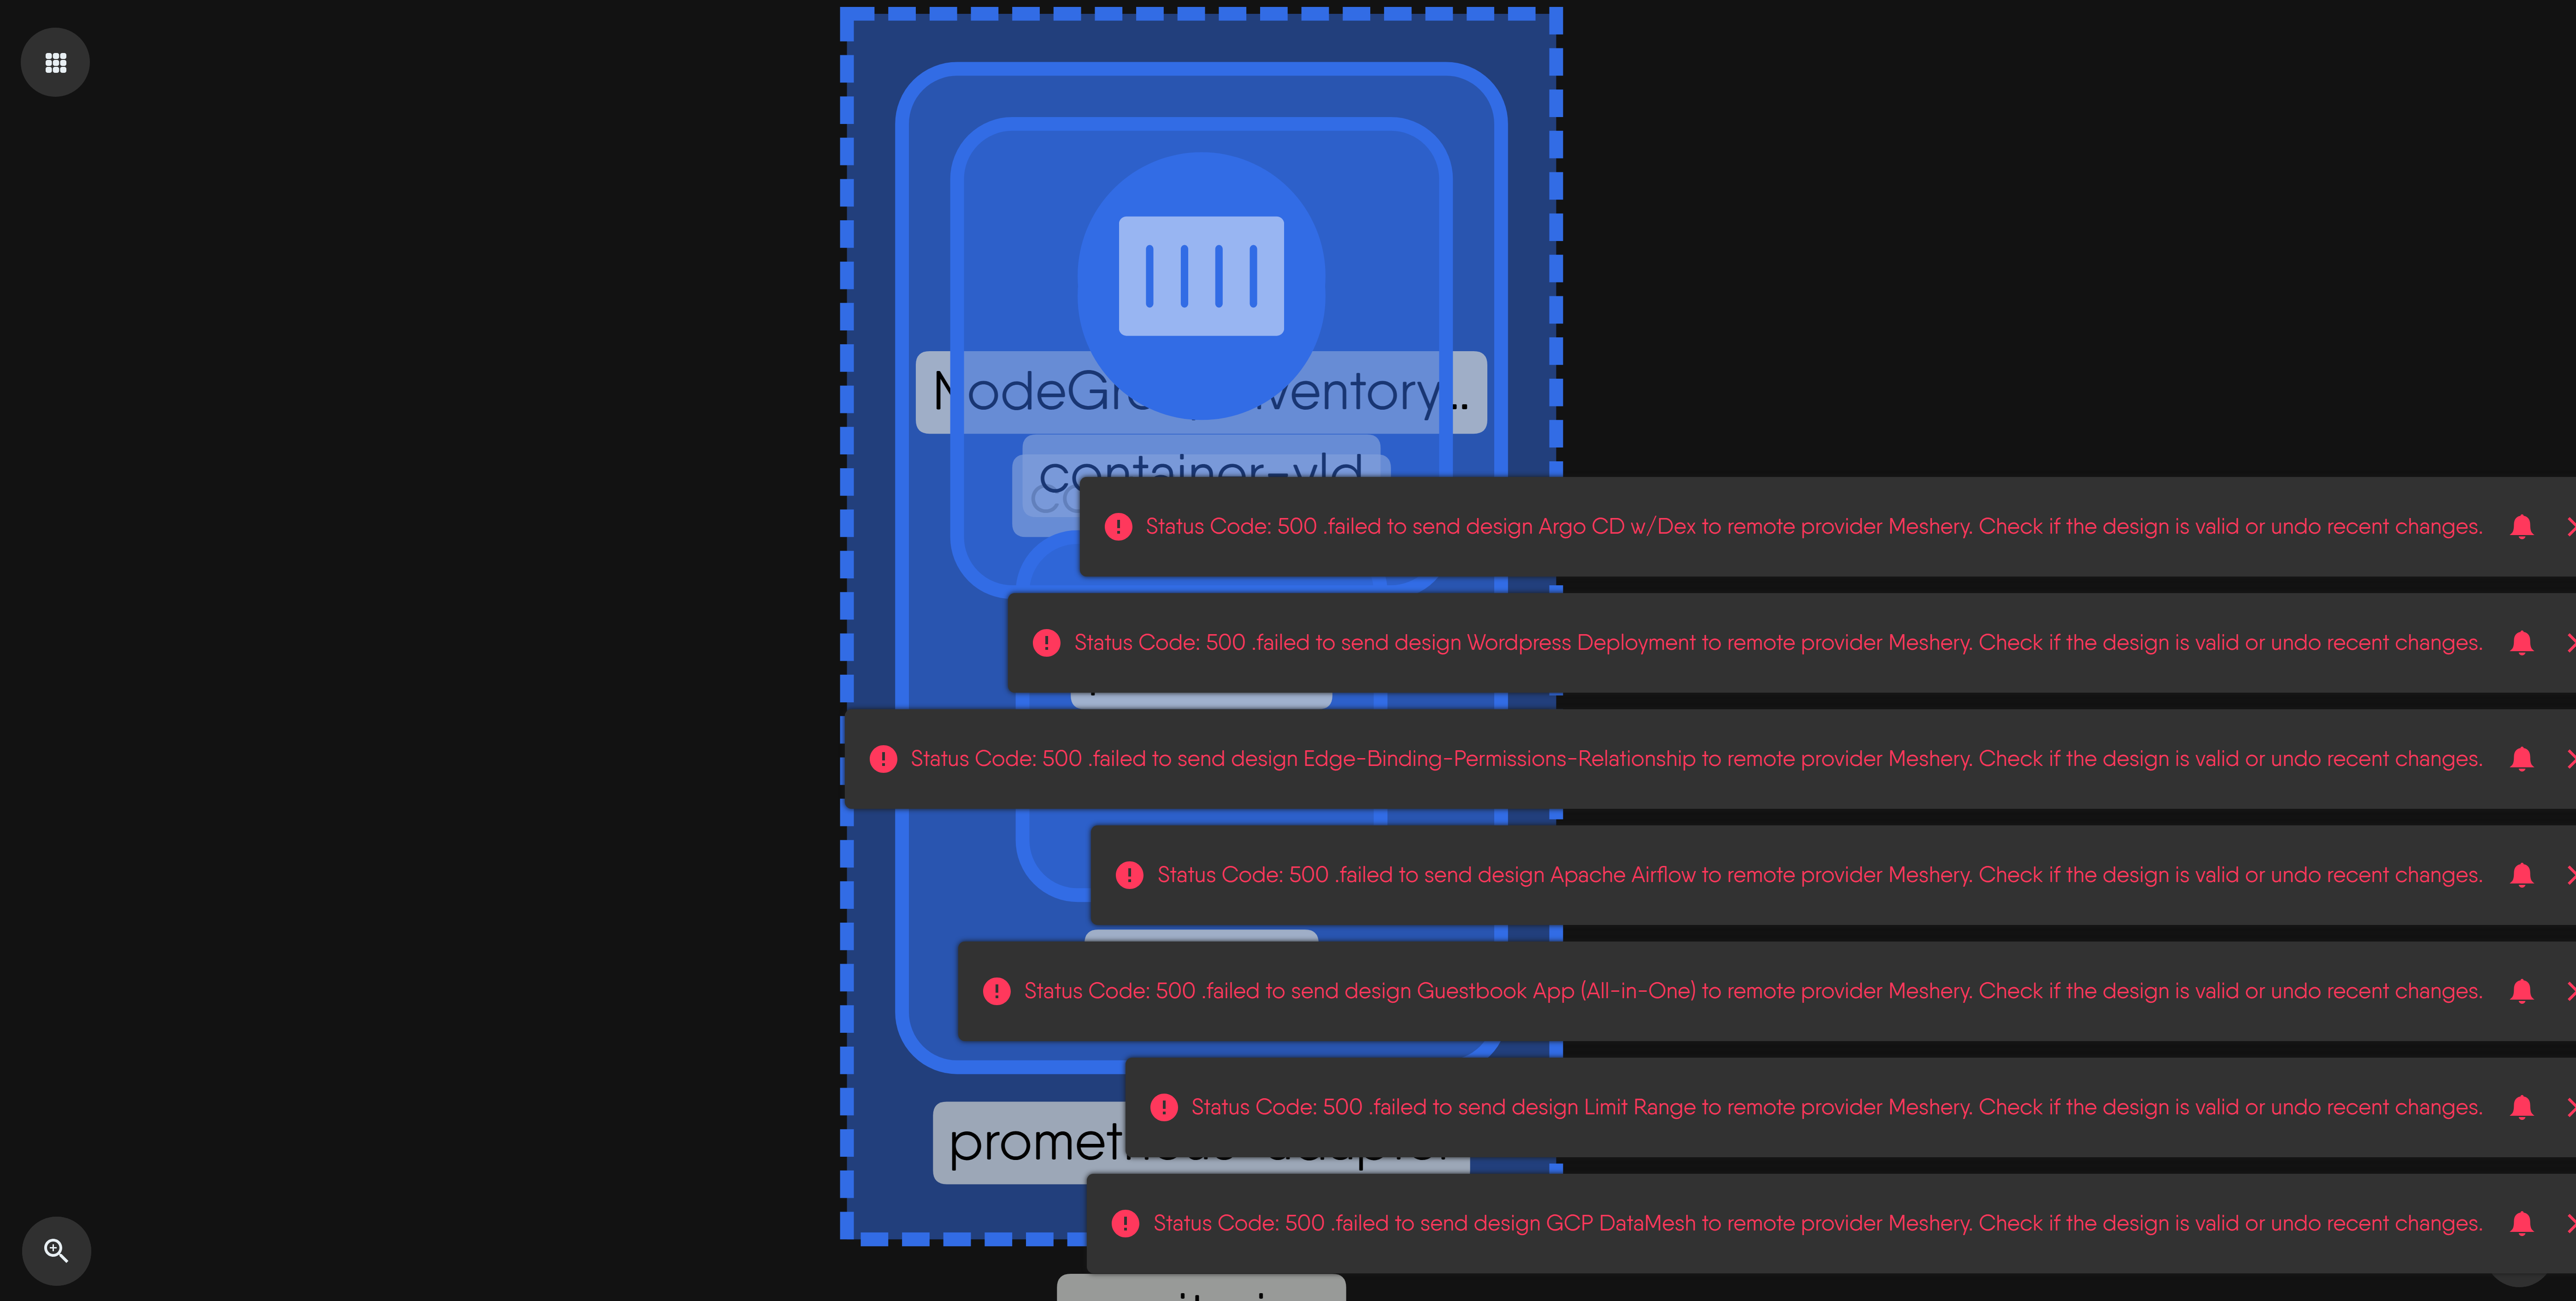 container-vld
Status Code: 500 .failed to send design Argo CD w/Dex to remote provider Meshery. Check if the design is valid or undo recent changes.
Status Code: 500 .failed to send design Wordpress Deployment to remote provider Meshery. Check if the design is valid or undo recent changes.
Status Code: 500 .failed to send design Edge-Binding-Permissions-Relationship to remote provider Meshery. Check if the design is valid or undo recent changes.
Status Code: 500 .failed to send design Apache Airflow to remote provider Meshery. Check if the design is valid or undo recent changes.
Status Code: 500 .failed to send design Guestbook App (All-in-One) to remote provider Meshery. Check if the design is valid or undo recent changes.
Status Code: 500 .failed to send design Limit Range to remote provider Meshery. Check if the design is valid or undo recent changes.
prometheus-adapter
Status Code: 500 .failed to send design GCP DataMesh to remote provider Meshery. Check if the design is valid or undo recent changes.